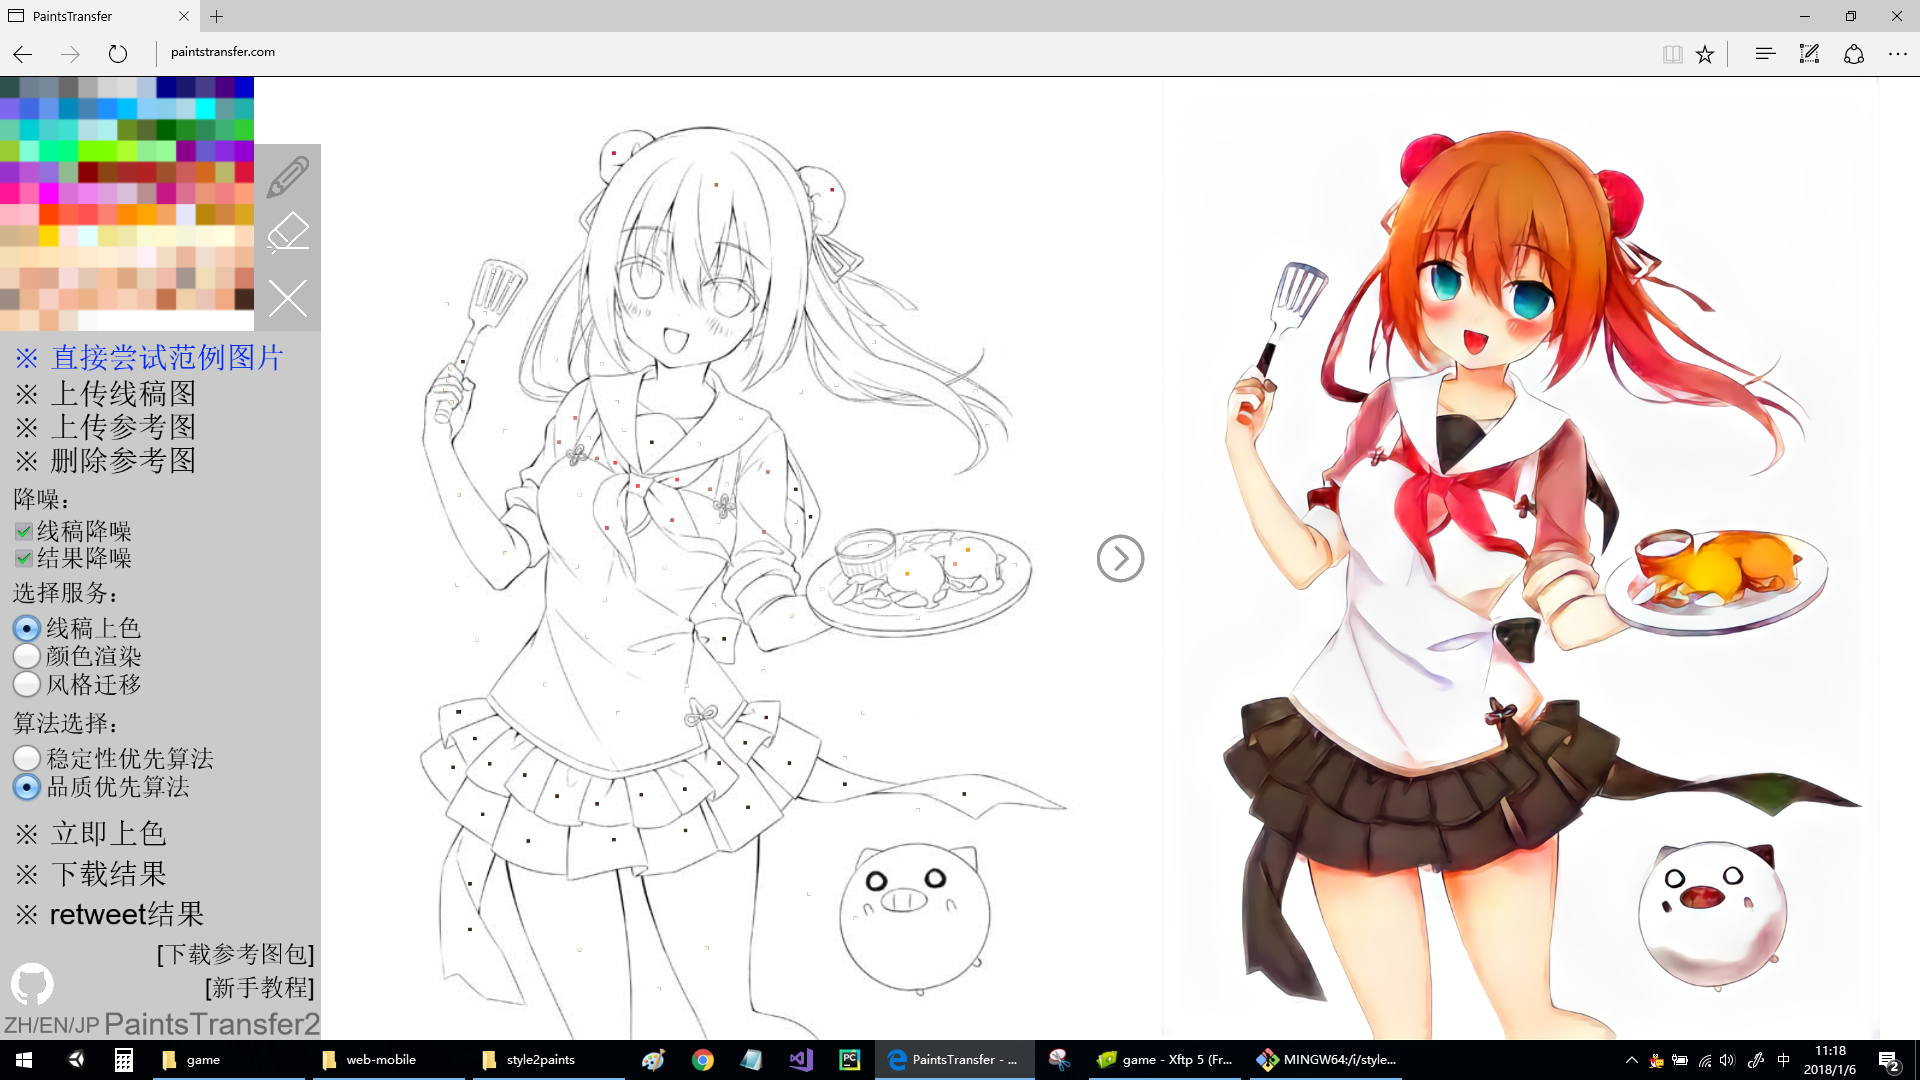 PaintsTransfer
paintstransfer.com
※ 直接尝试范例图片
※ 上传线稿图
※ 上传参考图
※ 删除参考图
降噪:
线稿降噪
结果降噪
选择服务:
线稿上色
颜色渲染
风格迁移
算法选择:
稳定性优先算法
品质优先算法
※ 立即上色
※ 下载结果
※ retweet结果
[下载参考图包]
[新手教程]
ZH/EN/JP PaintsTransfer2
game
web-mobile
style2paints
PaintsTransfer - ...
game - Xftp 5 (Fr...
MINGW64:/i/style...
中
11:18
2018/1/6
2